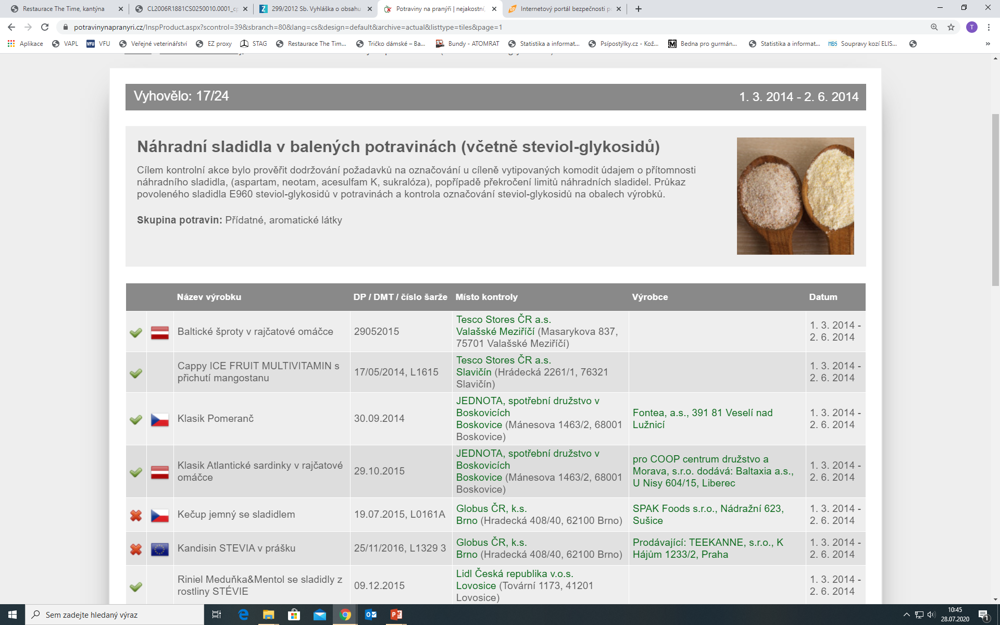 Restaurace The Time, kantýna
CL2006R1881CS0250010.0001_cp
299/2012 Sb. Vyhláška o obsahu
Potraviny na pranýři | nejakostní,
Internetový portál bezpečnosti p
potravinynapranyri.cz/InspProduct.aspx?scontrol=39&sbranch=80&lang=cs&design=default&archive=actual&listtype=tiles&page=1
T
Aplikace
VAPL
VFU VFU
Veřejné veterinářství
EZ proxy
STAG
Restaurace The Tim...
Tričko dámské – Ba...
Bundy - ATOMRAT
Statistika a informat...
Psípostýlky.cz - Kož...
Bedna pro gurmán...
Statistika a informat...
MBS Soupravy kozí ELIS...
»
Vyhovělo: 17/24
1. 3. 2014 - 2. 6. 2014
Náhradní sladidla v balených potravinách (včetně steviol-glykosidů)
Cílem kontrolní akce bylo prověřit dodržování požadavků na označování u cíleně vytipovaných komodit údajem o přítomnosti
náhradního sladidla, (aspartam, neotam, acesulfam K, sukralóza), popřípadě překročení limitů náhradních sladidel. Průkaz
povoleného sladidla E960 steviol-glykosidů v potravinách a kontrola označování steviol-glykosidů na obalech výrobků.
Skupina potravin: Přídatné, aromatické látky
Název výrobku
DP / DMT / číslo šarže
Místo kontroly
Výrobce
Datum
Baltické šproty v rajčatové omáčce
29052015
Tesco Stores ČR a.s.
Valašské Meziříčí (Masarykova 837,
75701 Valašské Meziříčí)
1. 3. 2014 -
2. 6. 2014
Cappy ICE FRUIT MULTIVITAMIN s
přichutí mangostanu
17/05/2014, L1615
Tesco Stores ČR a.s.
Slavičín (Hrádecká 2261/1, 76321
Slavičín)
1. 3. 2014 -
2. 6. 2014
Klasik Pomeranč
30.09.2014
JEDNOTA, spotřební družstvo v
Boskovicích
Boskovice (Mánesova 1463/2, 68001
Boskovice)
Fontea, a.s., 391 81 Veselí nad
Lužnicí
1. 3. 2014 -
2. 6. 2014
Klasik Atlantické sardinky v rajčatové
omáčce
29.10.2015
JEDNOTA, spotřební družstvo v
Boskovicích
Boskovice (Mánesova 1463/2, 68001
Boskovice)
pro COOP centrum družstvo a
Morava, s.r.o. dodává: Baltaxia a.s.,
U Nisy 604/15, Liberec
1. 3. 2014 -
2. 6. 2014
Kečup jemný se sladidlem
19.07.2015, L0161A
Globus ČR, k.s.
Brno (Hradecká 408/40, 62100 Brno)
SPAK Foods s.r.o., Nádražní 623,
Sušice
1. 3. 2014 -
2. 6. 2014
Kandisin STEVIA v prášku
25/11/2016, L1329 3
Globus ČR, k.s.
Brno (Hradecká 408/40, 62100 Brno)
Prodávající: TEEKANNE, s.r.o., K
Hájům 1233/2, Praha
1. 3. 2014 -
2. 6. 2014
Riniel Meduňka&Mentol se sladidly z
rostliny STÉVIE
09.12.2015
Lidl Česká republika v.o.s.
Lovosice (Tovární 1173, 41201
Lovosice)
1. 3. 2014 -
2. 6. 2014
Sem zadejte hledaný výraz
10:45
28.07.2020
1